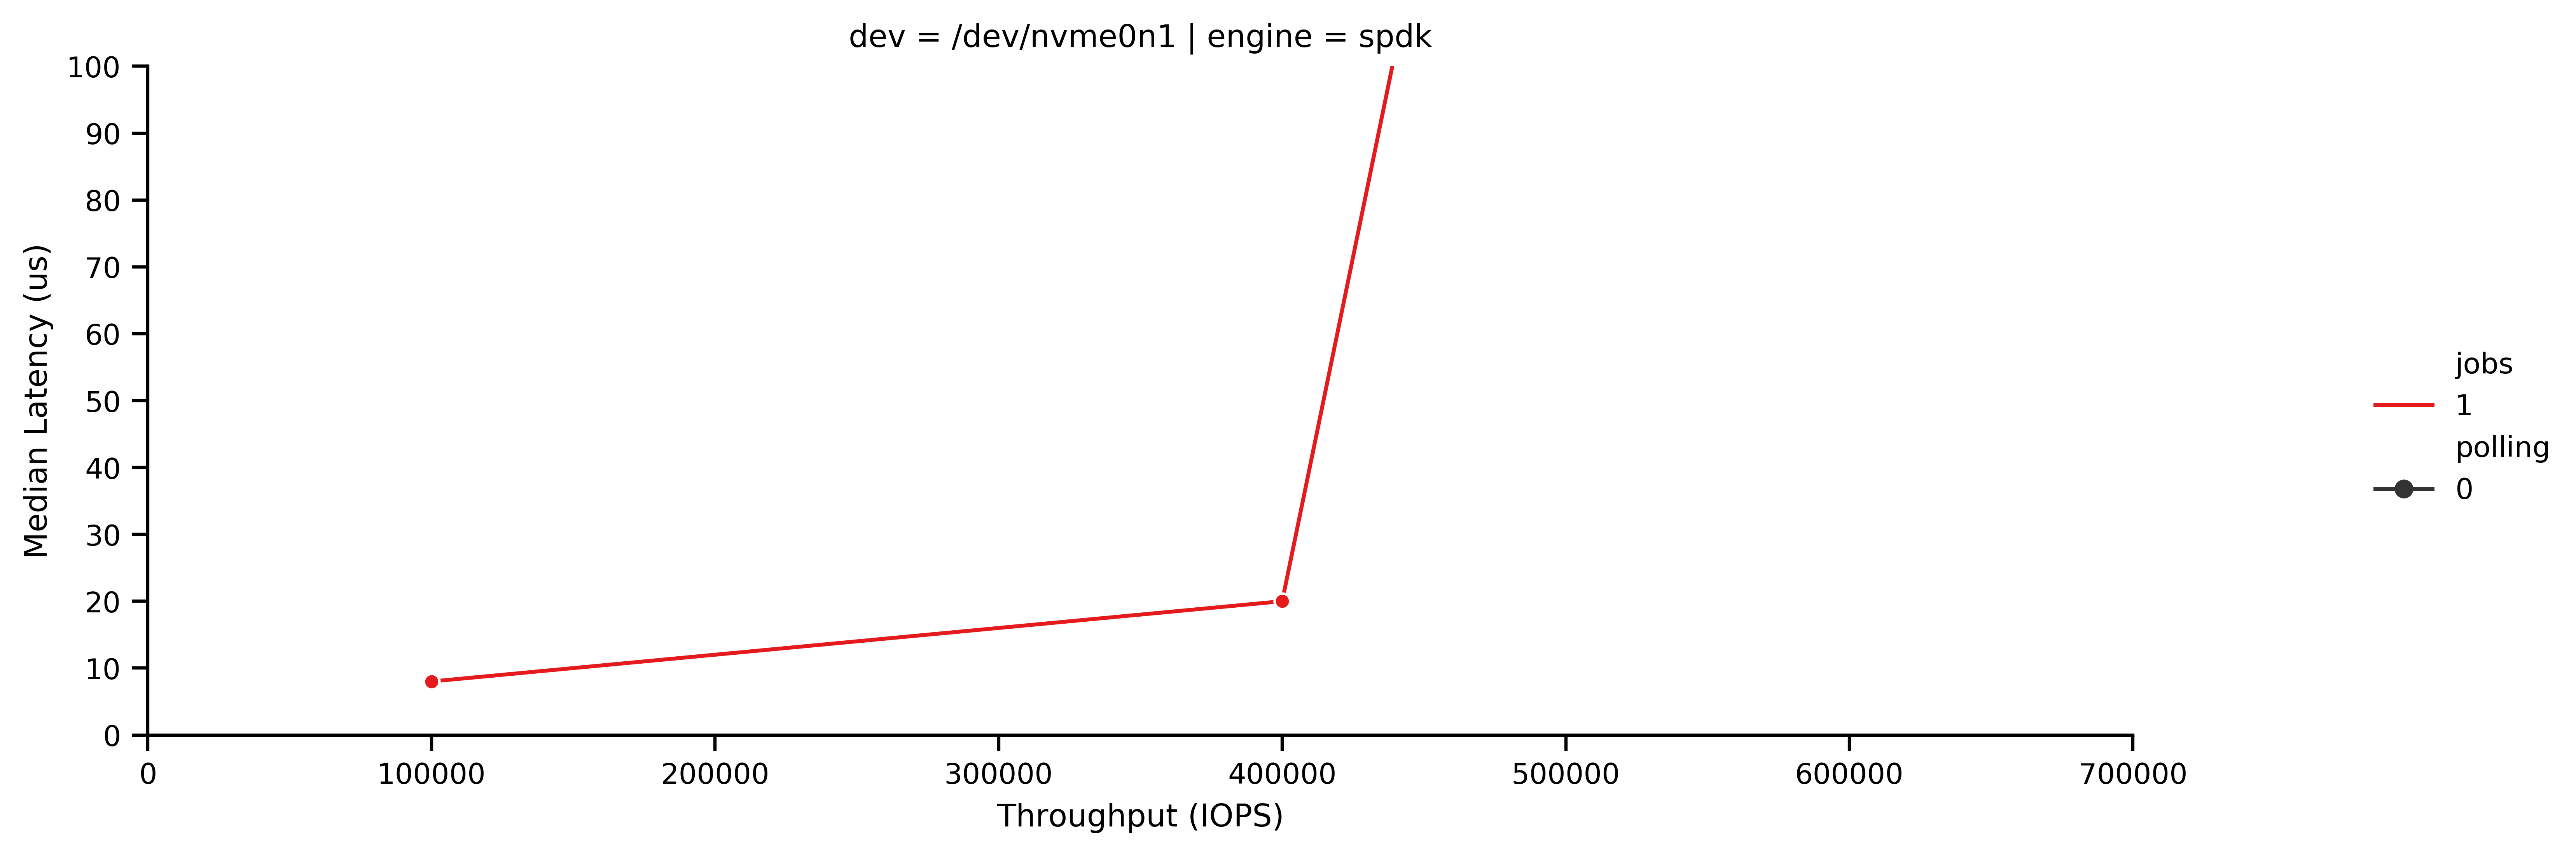 dev = /dev/nvme0n1 | engine = spdk
100
90
80
70
60
50
40
30
20
10
0
Median Latency (us)
0 100000 200000 300000 400000 500000 600000 700000
Throughput (IOPS)
jobs
1
polling
0